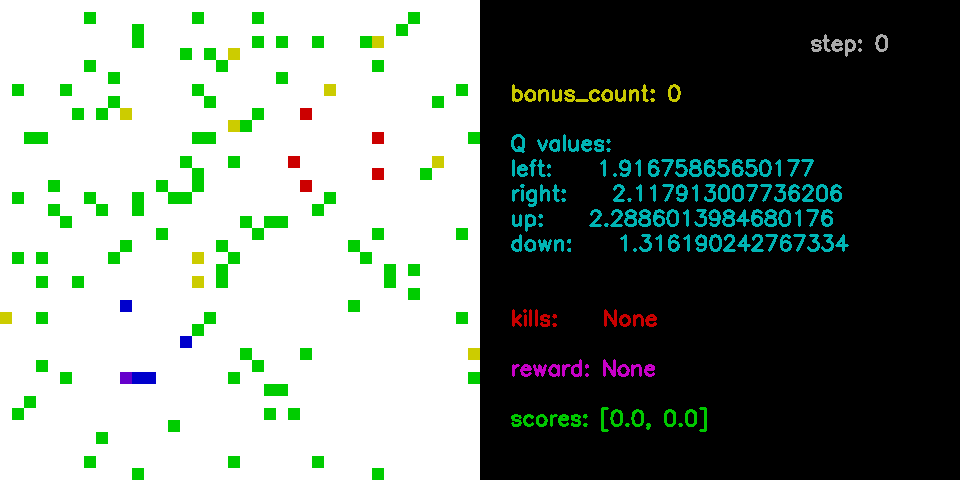 step: 0
bonus_count: 0
Q values:
left: 1.91675865650177
right: 2.117913007736206
up: 2.2886013984680176
down: 1.316190242767334
kills: None
reward: None
scores: [0.0, 0.0]